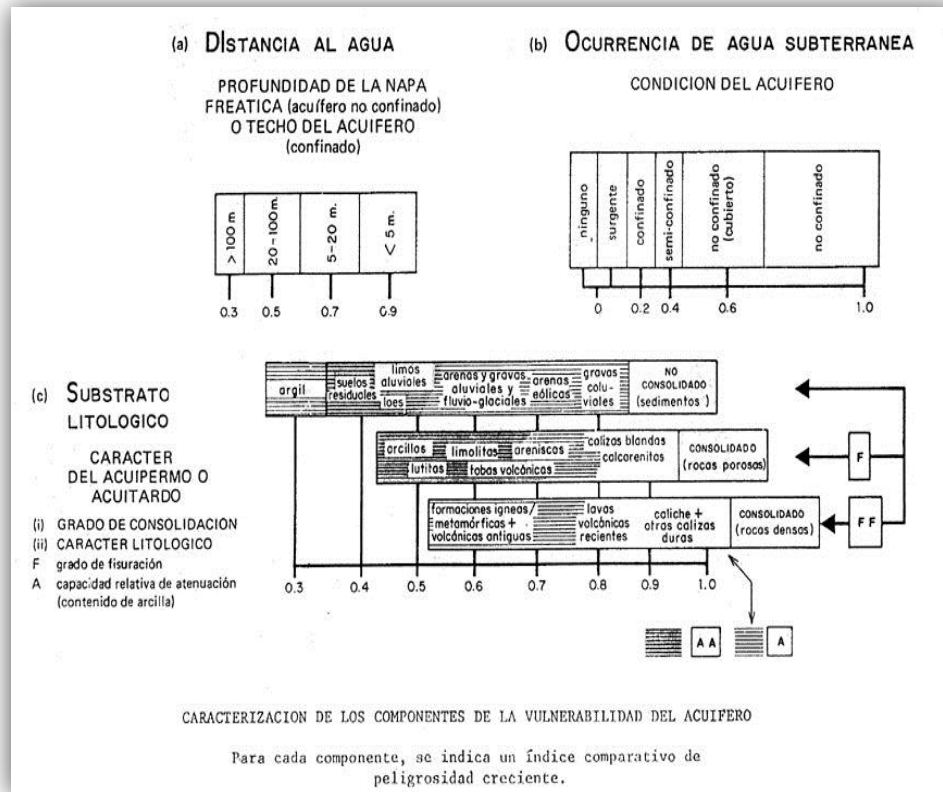 (a) DISTANCIA AL AGUA
PROFUNDIDAD DE LA NAPA
FREATICA (acuífero no confinado)
O TECHO DEL ACUIFERO
(confinado)
> 100 m
20-100m.
5-20 m.
< 5 m.
0.3 0.5 0.7 0.9
(b) OCURRENCIA DE AGUA SUBTERRANEA
CONDICION DEL ACUIFERO
ninguno
surgente
confinado
semi-confinado
no confinado
(cubierto)
no confinado
0 0.2 0.4 0.6 1.0
(c) SUBSTRATO
LITOLOGICO
CARACTER
DEL ACUIPERMO O
ACUITARDO
(i) GRADO DE CONSOLIDACION
(ii) CARACTER LITOLOGICO
F grado de fisuración
A capacidad relativa de atenuación
(contenido de arcilla)
argil
suelos
residuales
limos
aluviales
loes
arenas y gravas
aluviales y
fluvio-glaciales
arenas
eólicas
gravas
colu-
viales
NO
CONSOLIDADO
(sedimentos)
arcillas
lutitas
limolitas
areniscos
tobas volcánicas
calizas blandas
calcarenitos
CONSOLIDADO
(rocas porosas)
F
formaciones igneas/
metamórficas +
volcánicas antiguas
lavas
volcánicas
recientes
caliche +
otras calizas
duras
CONSOLIDADO
(rocas densas)
F F
0.3 0.4 0.5 0.6 0.7 0.8 0.9 1.0
A A
A
CARACTERIZACION DE LOS COMPONENTES DE LA VULNERABILIDAD DEL ACUIFERO
Para cada componente, se indica un índice comparativo de
peligrosidad creciente.